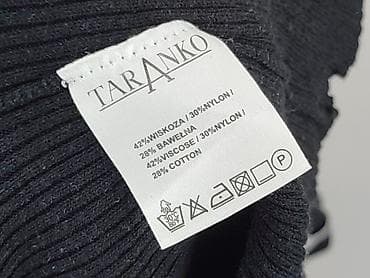 TARANKO
42%WISKOZA / 30%NYLON /
28% BAWEŁNA
42%VISCOSE / 30%NYLON /
28% COTTON
P